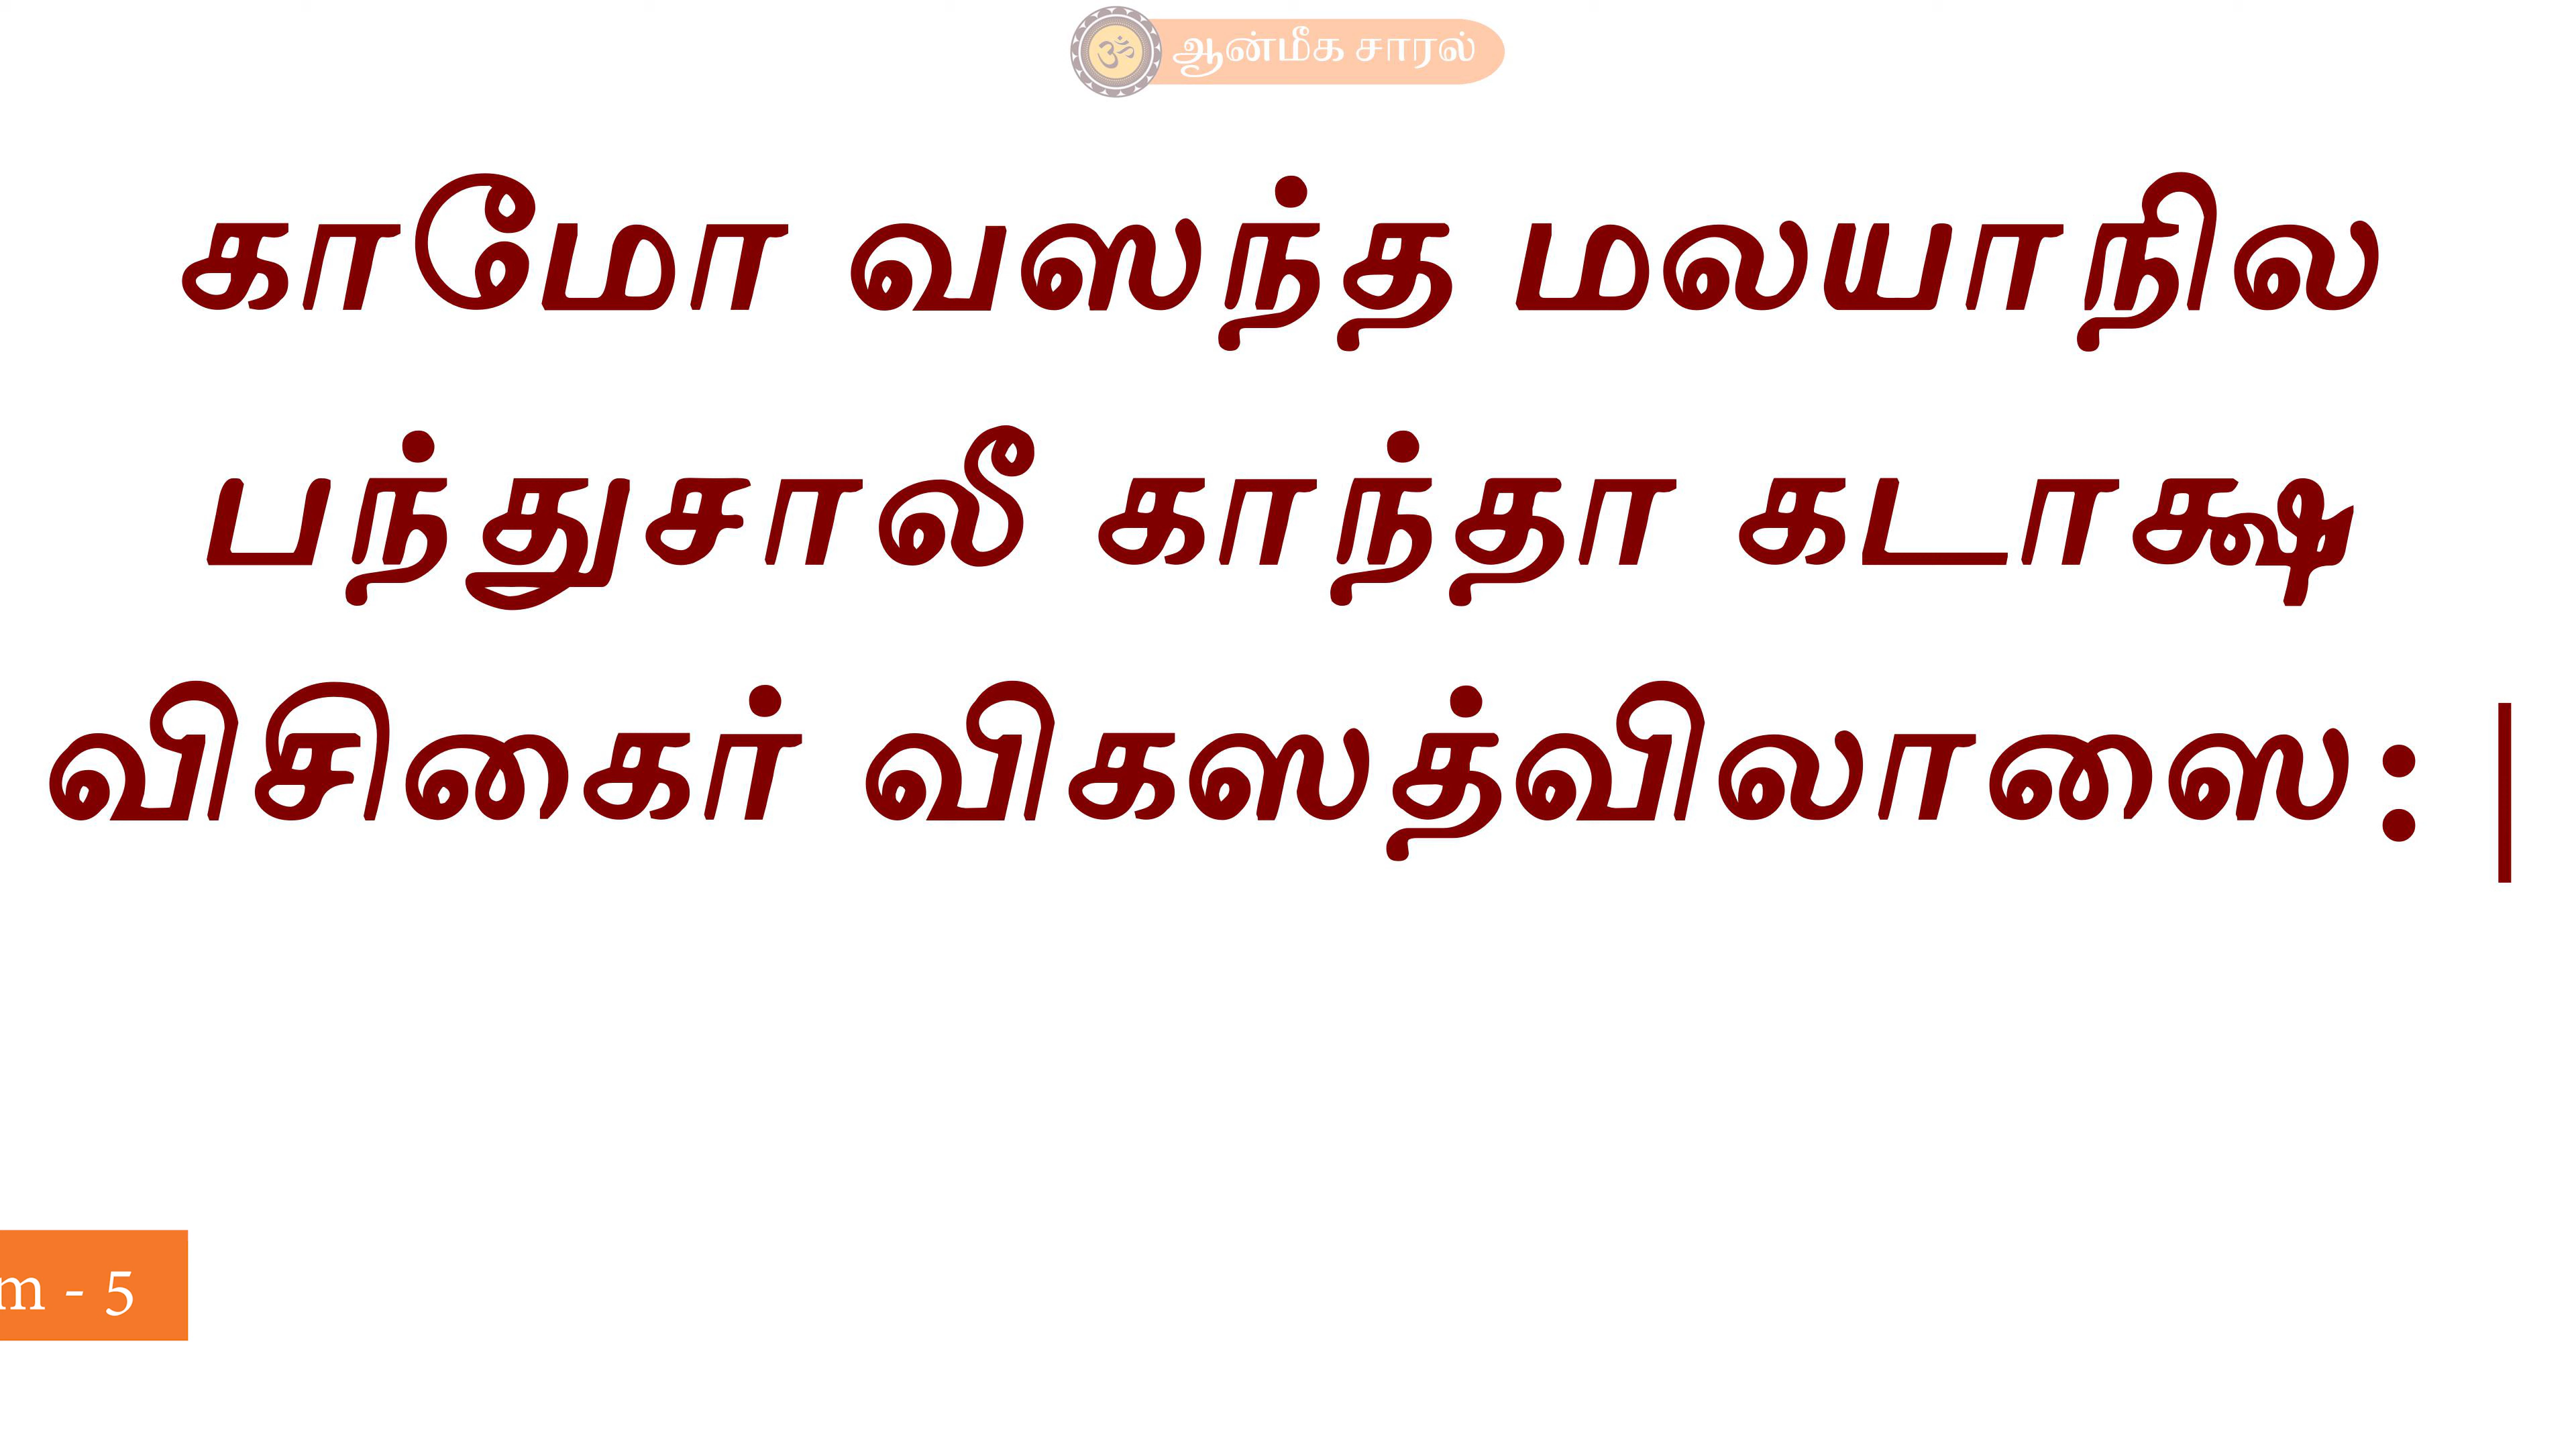 ஆன்மீக சாரல்
காமோ வஸந்த மலயாநில
பந்துசாலீ காந்தா கடாக்ஷ
விசிகைர் விகஸத்விலாஸை: |
m - 5